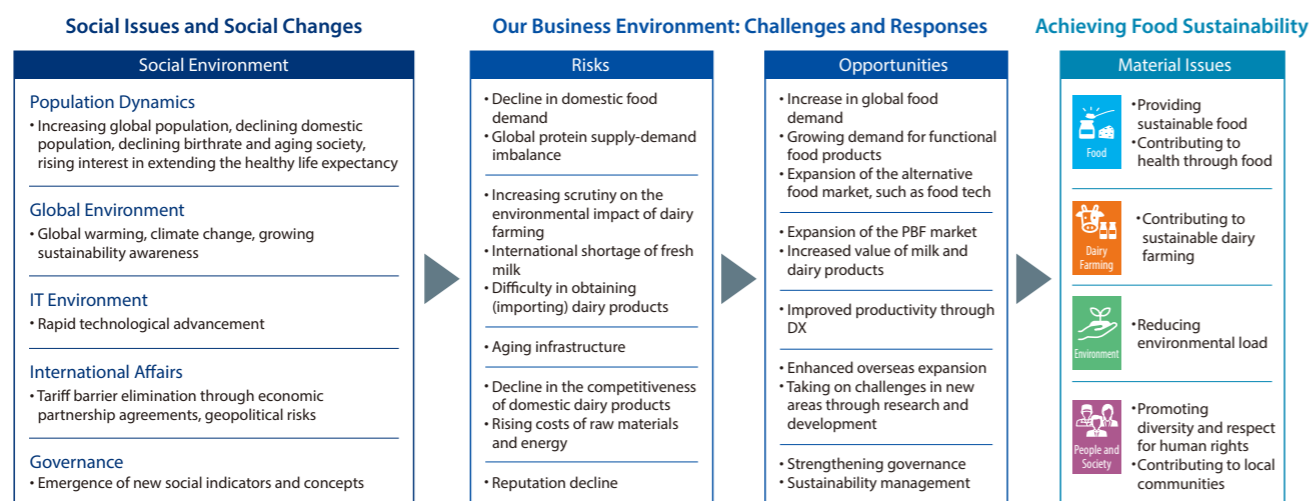 Social Issues and Social Changes
Our Business Environment: Challenges and Responses
Achieving Food Sustainability
Social Environment
Population Dynamics
• Increasing global population, declining domestic
population, declining birthrate and aging society,
rising interest in extending the healthy life expectancy
Global Environment
• Global warming, climate change, growing
sustainability awareness
IT Environment
• Rapid technological advancement
International Affairs
• Tariff barrier elimination through economic
partnership agreements, geopolitical risks
Governance
• Emergence of new social indicators and concepts
Risks
• Decline in domestic food
demand
• Global protein supply-demand
imbalance
• Increasing scrutiny on the
environmental impact of dairy
farming
• International shortage of fresh
milk
• Difficulty in obtaining
(importing) dairy products
• Aging infrastructure
• Decline in the competitiveness
of domestic dairy products
• Rising costs of raw materials
and energy
• Reputation decline
Opportunities
• Increase in global food
demand
• Growing demand for functional
food products
• Expansion of the alternative
food market, such as food tech
• Expansion of the PBF market
• Increased value of milk and
dairy products
• Improved productivity through
DX
• Enhanced overseas expansion
• Taking on challenges in new
areas through research and
development
• Strengthening governance
• Sustainability management
Material Issues
Food
• Providing
sustainable food
• Contributing to
health through food
Dairy
Farming
• Contributing to
sustainable dairy
farming
Environment
• Reducing
environmental load
People and
Society
• Promoting
diversity and respect
for human rights
• Contributing to local
communities